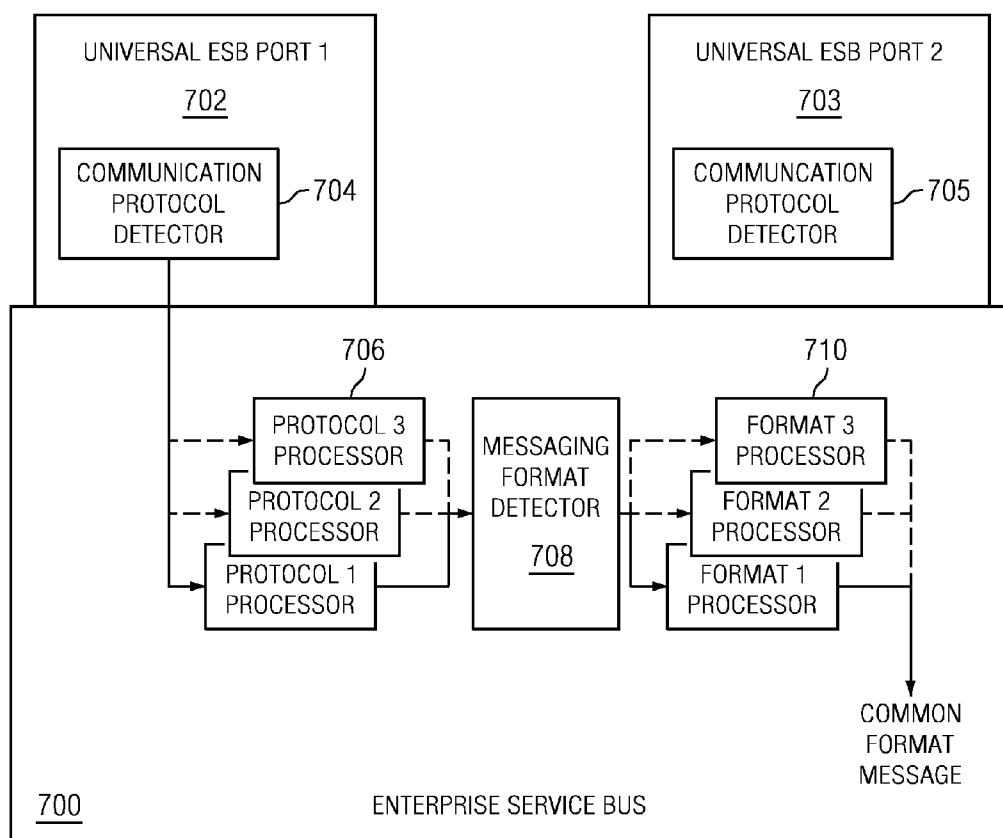 UNIVERSAL ESB PORT 1
702
COMMUNICATION
PROTOCOL
DETECTOR
704
UNIVERSAL ESB PORT 2
703
COMMUNCATION
PROTOCOL
DETECTOR
705
706
PROTOCOL 3
PROCESSOR
PROTOCOL 2
PROCESSOR
PROTOCOL 1
PROCESSOR
MESSAGING
FORMAT
DETECTOR
708
710
FORMAT 3
PROCESSOR
FORMAT 2
PROCESSOR
FORMAT 1
PROCESSOR
COMMON
FORMAT
MESSAGE
700
ENTERPRISE SERVICE BUS